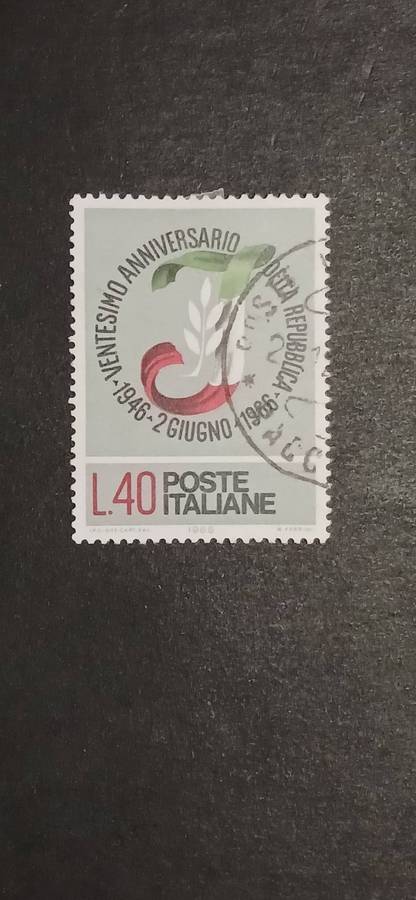 VENTESIMO ANNIVERSARIO DELLA REPUBBLICA
1946 - 2 GIUGNO - 1966
L.40 POSTE
ITALIANE
1966